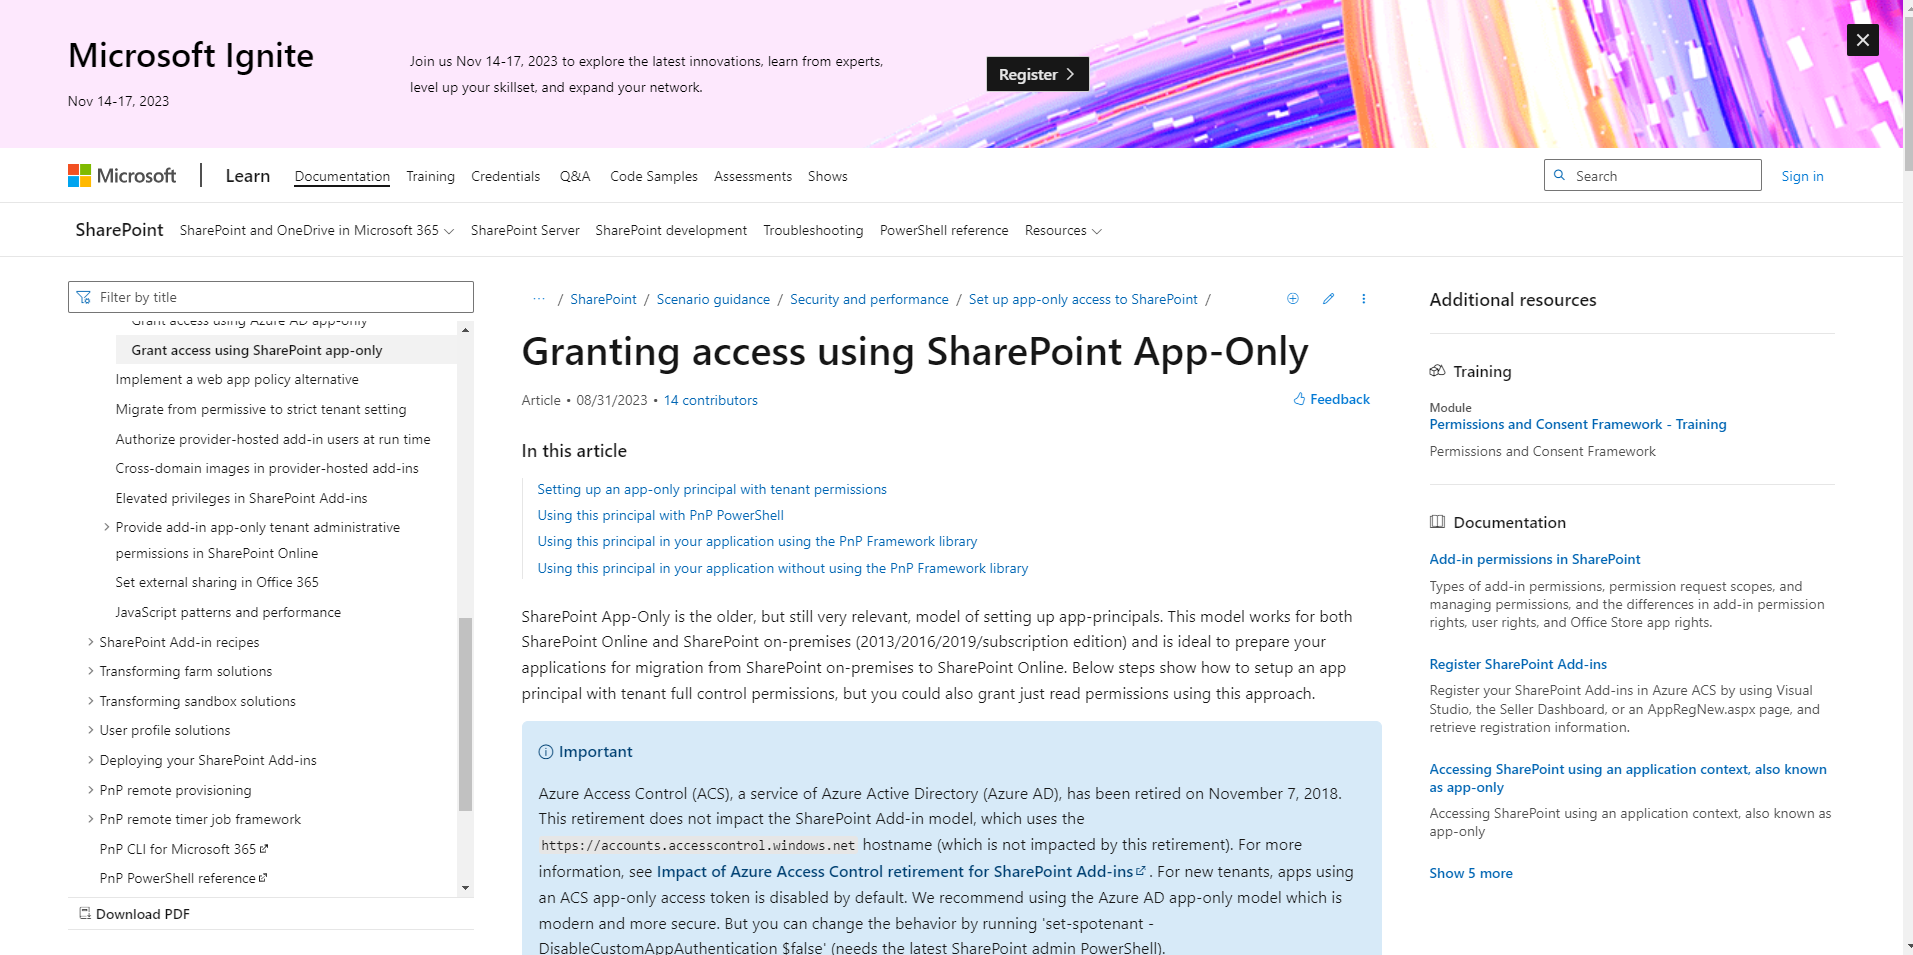 Microsoft Ignite
Nov 14-17, 2023
Join us Nov 14-17, 2023 to explore the latest innovations, learn from experts,
level up your skillset, and expand your network.
Register
Microsoft
Learn
Documentation
Training
Credentials
Q&A
Code Samples
Assessments
Shows
Search
Sign in
SharePoint
SharePoint and OneDrive in Microsoft 365
SharePoint Server
SharePoint development
Troubleshooting
PowerShell reference
Resources
Filter by title
Grant access using Azure AD app-only
Grant access using SharePoint app-only
Implement a web app policy alternative
Migrate from permissive to strict tenant setting
Authorize provider-hosted add-in users at run time
Cross-domain images in provider-hosted add-ins
Elevated privileges in SharePoint Add-ins
Provide add-in app-only tenant administrative
permissions in SharePoint Online
Set external sharing in Office 365
JavaScript patterns and performance
SharePoint Add-in recipes
Transforming farm solutions
Transforming sandbox solutions
User profile solutions
Deploying your SharePoint Add-ins
PnP remote provisioning
PnP remote timer job framework
PnP CLI for Microsoft 365
PnP PowerShell reference
Download PDF
... / SharePoint / Scenario guidance / Security and performance / Set up app-only access to SharePoint /
Granting access using SharePoint App-Only
Article • 08/31/2023 • 14 contributors
Feedback
In this article
Setting up an app-only principal with tenant permissions
Using this principal with PnP PowerShell
Using this principal in your application using the PnP Framework library
Using this principal in your application without using the PnP Framework library
SharePoint App-Only is the older, but still very relevant, model of setting up app-principals. This model works for both
SharePoint Online and SharePoint on-premises (2013/2016/2019/subscription edition) and is ideal to prepare your
applications for migration from SharePoint on-premises to SharePoint Online. Below steps show how to setup an app
principal with tenant full control permissions, but you could also grant just read permissions using this approach.
Important
Azure Access Control (ACS), a service of Azure Active Directory (Azure AD), has been retired on November 7, 2018.
This retirement does not impact the SharePoint Add-in model, which uses the
https://accounts.accesscontrol.windows.net hostname (which is not impacted by this retirement). For more
information, see Impact of Azure Access Control retirement for SharePoint Add-ins. For new tenants, apps using
an ACS app-only access token is disabled by default. We recommend using the Azure AD app-only model which is
modern and more secure. But you can change the behavior by running 'set-spotenant -
DisableCustomAppAuthentication $false' (needs the latest SharePoint admin PowerShell).
Additional resources
Training
Module
Permissions and Consent Framework - Training
Permissions and Consent Framework
Documentation
Add-in permissions in SharePoint
Types of add-in permissions, permission request scopes, and
managing permissions, and the differences in add-in permission
rights, user rights, and Office Store app rights.
Register SharePoint Add-ins
Register your SharePoint Add-ins in Azure ACS by using Visual
Studio, the Seller Dashboard, or an AppRegNew.aspx page, and
retrieve registration information.
Accessing SharePoint using an application context, also known
as app-only
Accessing SharePoint using an application context, also known as
app-only
Show 5 more